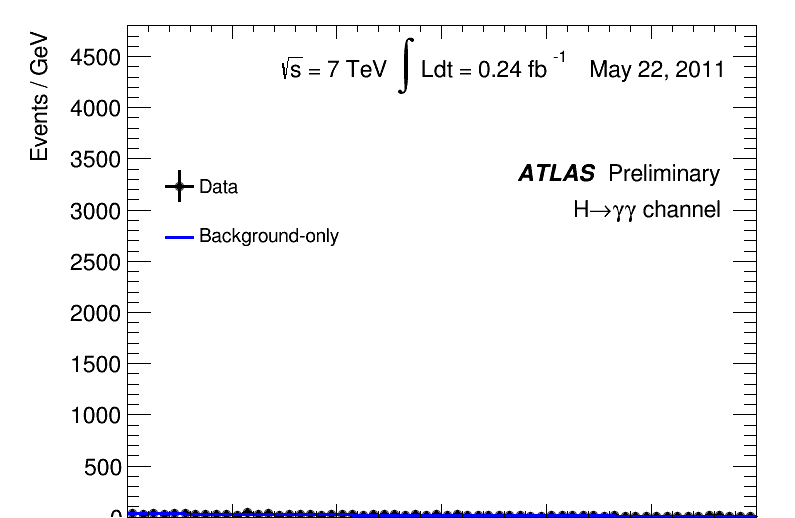 Events / GeV
4500
4000
3500
3000
2500
2000
1500
1000
500
0
√s = 7 TeV ∫ Ldt = 0.24 fb⁻¹ May 22, 2011
ATLAS Preliminary
H→γγ channel
Data
Background-only